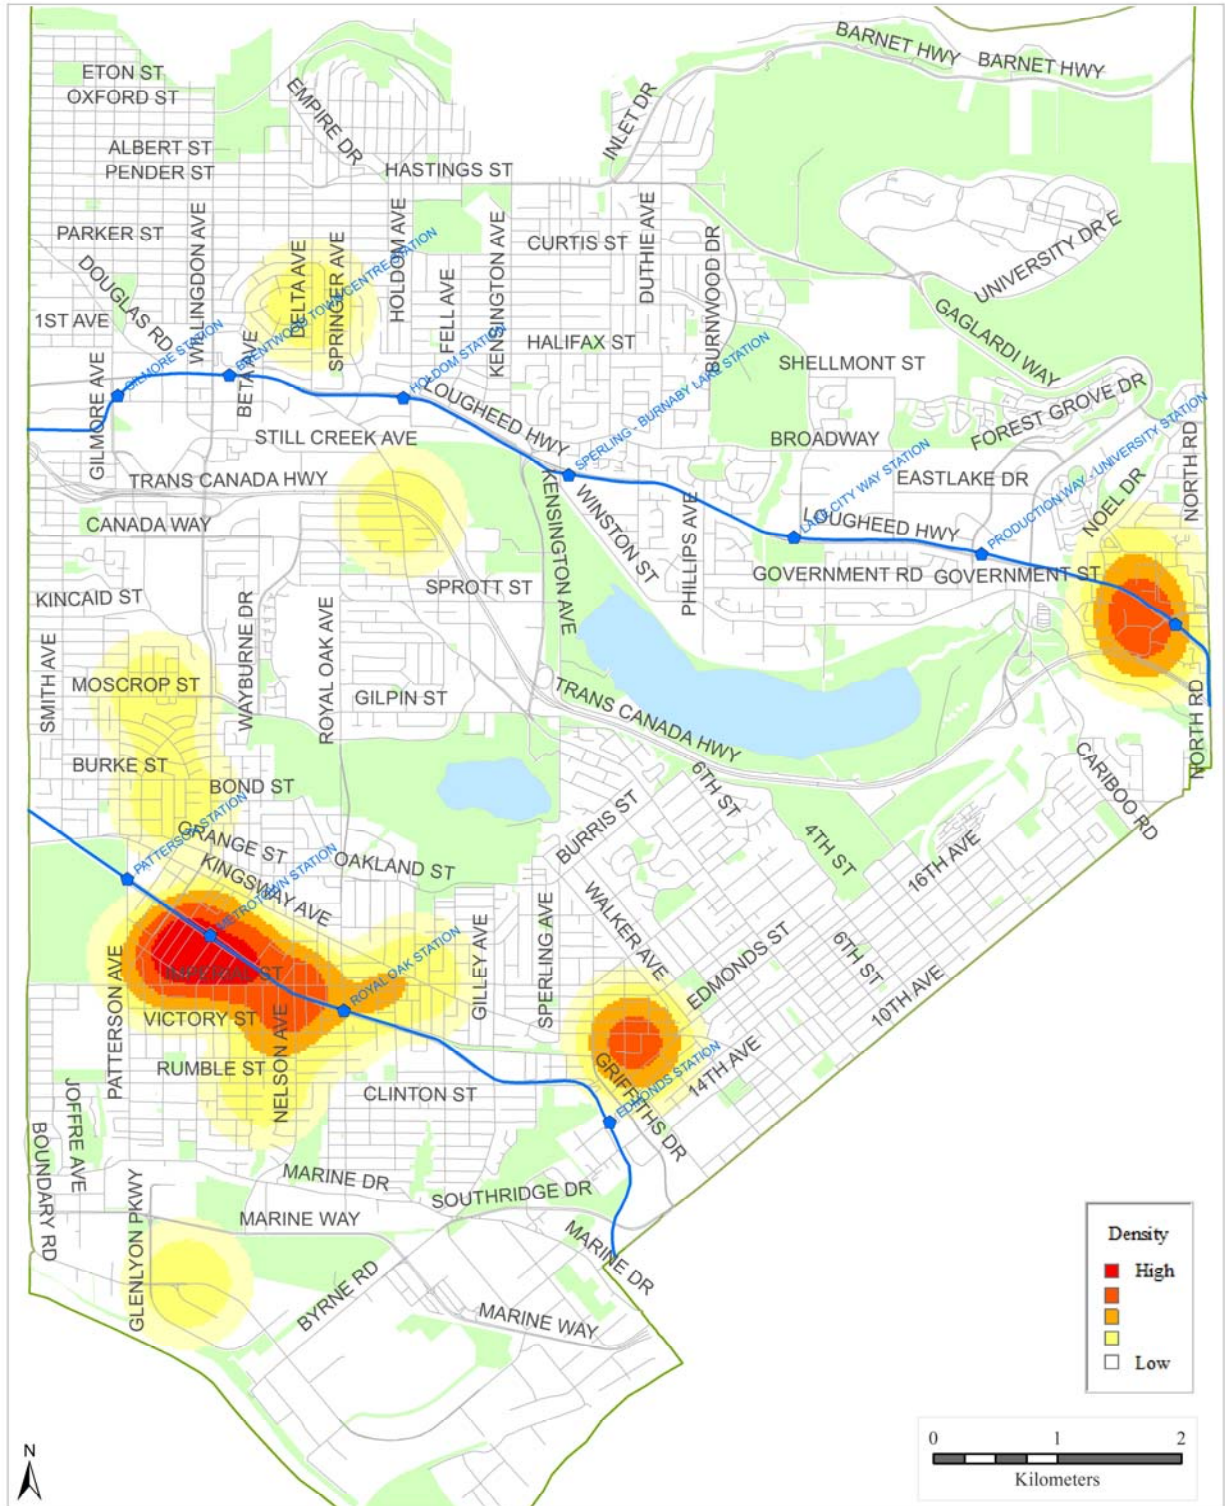 BARNET HWY
BARNET HWY
ETON ST
OXFORD ST
EMPIRE DR
INLET DR
ALBERT ST
PENDER ST
HASTINGS ST
PARKER ST
DOUGLAS RD
WILLINGDON AVE
DELTA AVE
SPRINGER AVE
HOLDOM AVE
FELL AVE
KENSINGTON AVE
CURTIS ST
DUTHIE AVE
BURNWOOD DR
UNIVERSITY DR E
GAGLARDI WAY
1ST AVE
GILMORE STATION
BRENTWOOD TOWN CENTRE STATION
HOLDOM STATION
HALIFAX ST
SHELLMONT ST
GILMORE AVE
BETA AVE
LOUGHEED HWY
SPERLING - BURNABY LAKE STATION
FOREST GROVE DR
STILL CREEK AVE
BROADWAY
TRANS CANADA HWY
EASTLAKE DR
LAKE CITY WAY STATION
PRODUCTION WAY - UNIVERSITY STATION
NORTH RD
NOEL DR
CANADA WAY
KENSINGTON AVE
WINSTON ST
PHILLIPS AVE
LOUGHEED HWY
GOVERNMENT RD
GOVERNMENT ST
SPROTT ST
KINCAID ST
SMITH AVE
WAYBURNE DR
ROYAL OAK AVE
MOSCROP ST
GILPIN ST
TRANS CANADA HWY
NORTH RD
BURKE ST
BOND ST
CARIBOO RD
6TH ST
4TH ST
16TH AVE
BURRIS ST
PATTERSON STATION
GRANGE ST
OAKLAND ST
KINGSWAY AVE
METROTOWN STATION
WALKER AVE
EDMONDS ST
6TH ST
10TH AVE
PATTERSON AVE
IMPERIAL ST
ROYAL OAK STATION
GILLEY AVE
SPERLING AVE
VICTORY ST
NELSON AVE
RUMBLE ST
CLINTON ST
GRIFFITHS DR
EDMONDS STATION
14TH AVE
JOFFRE AVE
BOUNDARY RD
MARINE DR
SOUTHRIDGE DR
GLENLYON PKWY
MARINE WAY
MARINE DR
BYRNE RD
MARINE WAY
Density
High
Low
N
0 1 2
Kilometers